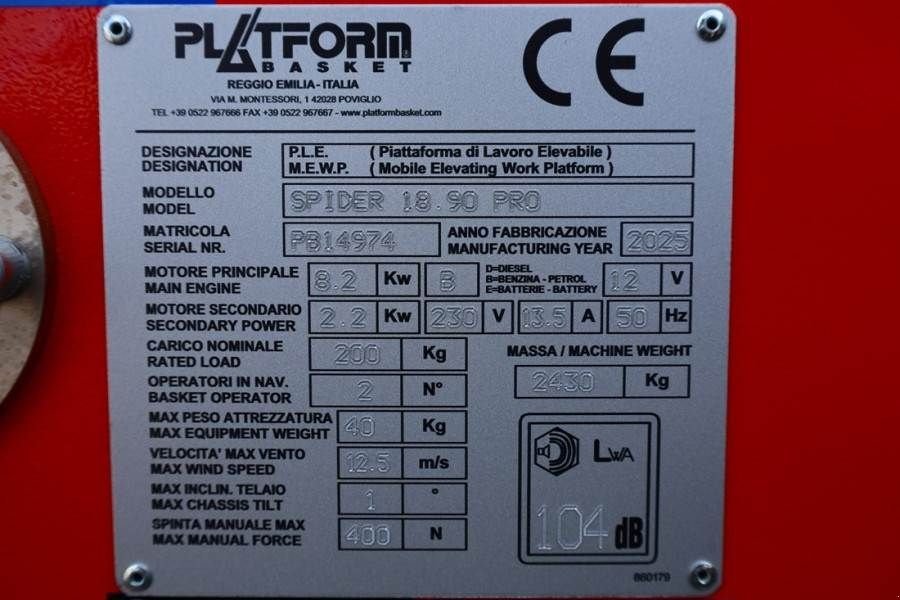 PLATFORM
BASKET
CE
REGGIO EMILIA - ITALIA
VIA M. MONTESSORI, 1 42028 POVIGLIO
TEL +39 0522 967666 FAX +39 0522 967667 - www.platformbasket.com
DESIGNAZIONE P.L.E. ( Piattaforma di Lavoro Elevabile )
DESIGNATION M.E.W.P. ( Mobile Elevating Work Platform )
MODELLO
MODEL SPIDER 18.90 PRO
MATRICOLA ANNO FABBRICAZIONE
SERIAL NR. PB14974 MANUFACTURING YEAR 2025
MOTORE PRINCIPALE
MAIN ENGINE 8.2 Kw B D=DIESEL
B=BENZINA - PETROL
E=BATTERIE - BATTERY 12 V
MOTORE SECONDARIO
SECONDARY POWER 2.2 Kw 230 V 13.5 A 50 Hz
CARICO NOMINALE
RATED LOAD 200 Kg
MASSA / MACHINE WEIGHT
2430 Kg
OPERATORI IN NAV.
BASKET OPERATOR 2 N°
MAX PESO ATTREZZATURA
MAX EQUIPMENT WEIGHT 40 Kg
VELOCITA' MAX VENTO
MAX WIND SPEED 12.5 m/s
MAX INCLIN. TELAIO
MAX CHASSIS TILT 1 °
SPINTA MANUALE MAX
MAX MANUAL FORCE 400 N
LWA
104 dB
880179